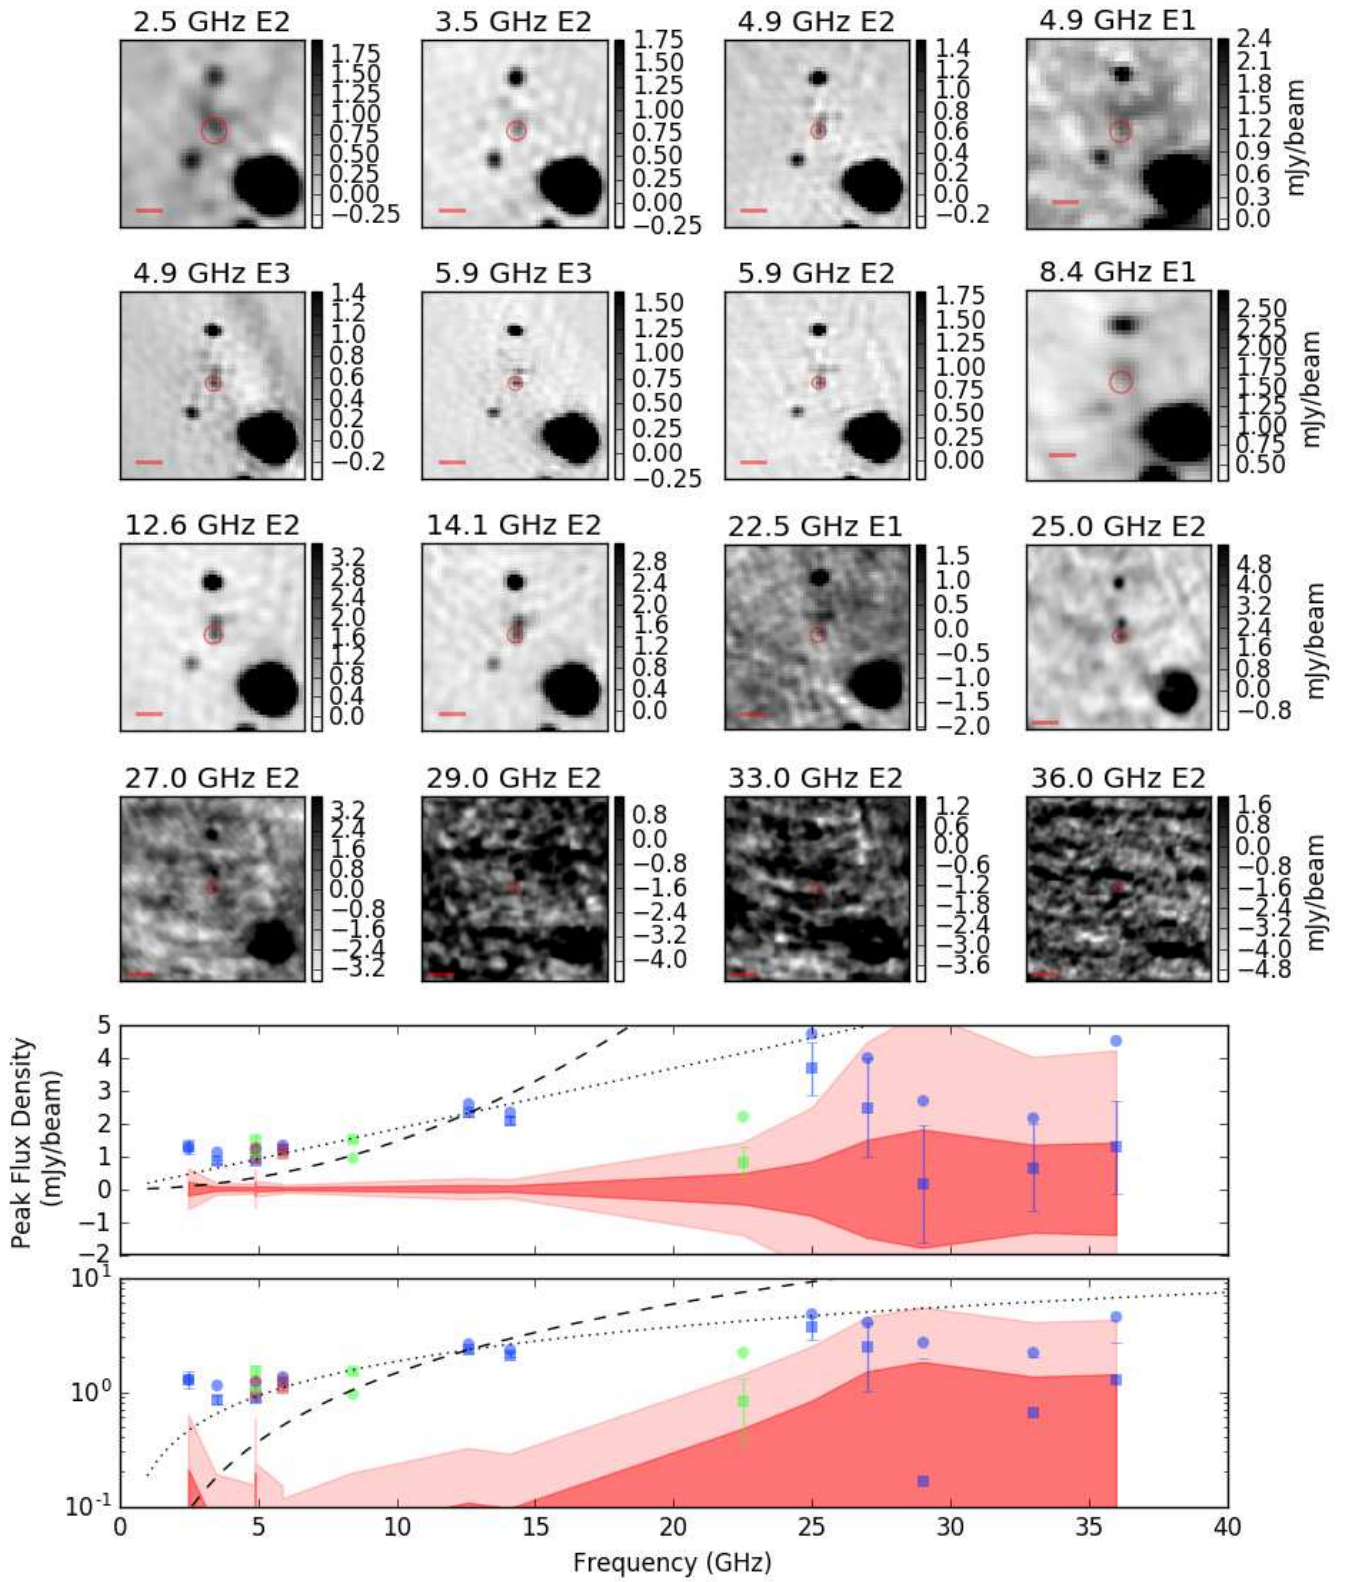 2.5 GHz E2 3.5 GHz E2 4.9 GHz E2 4.9 GHz E1
1.75 1.50 1.25 1.00 0.75 0.50 0.25 0.00 −0.25
1.75 1.50 1.25 1.00 0.75 0.50 0.25 0.00 −0.25
1.4 1.2 1.0 0.8 0.6 0.4 0.2 0.0 −0.2
2.4 2.1 1.8 1.5 1.2 0.9 0.6 0.3 0.0
mJy/beam
4.9 GHz E3 5.9 GHz E3 5.9 GHz E2 8.4 GHz E1
1.4 1.2 1.0 0.8 0.6 0.4 0.2 0.0 −0.2
1.50 1.25 1.00 0.75 0.50 0.25 0.00 −0.25
1.75 1.50 1.25 1.00 0.75 0.50 0.25 0.00
2.50 2.25 2.00 1.75 1.50 1.25 1.00 0.75 0.50
mJy/beam
12.6 GHz E2 14.1 GHz E2 22.5 GHz E1 25.0 GHz E2
3.2 2.8 2.4 2.0 1.6 1.2 0.8 0.4 0.0
2.8 2.4 2.0 1.6 1.2 0.8 0.4 0.0
1.5 1.0 0.5 0.0 −0.5 −1.0 −1.5 −2.0
4.8 4.0 3.2 2.4 1.6 0.8 0.0 −0.8
mJy/beam
27.0 GHz E2 29.0 GHz E2 33.0 GHz E2 36.0 GHz E2
3.2 2.4 1.6 0.8 0.0 −0.8 −1.6 −2.4 −3.2
0.8 0.0 −0.8 −1.6 −2.4 −3.2 −4.0
1.2 0.6 0.0 −0.6 −1.2 −1.8 −2.4 −3.0 −3.6
1.6 0.8 0.0 −0.8 −1.6 −2.4 −3.2 −4.0 −4.8
mJy/beam
Peak Flux Density
(mJy/beam)
5
4
3
2
1
0
−1
−2
10¹
10⁰
10⁻¹
0 5 10 15 20 25 30 35 40
Frequency (GHz)